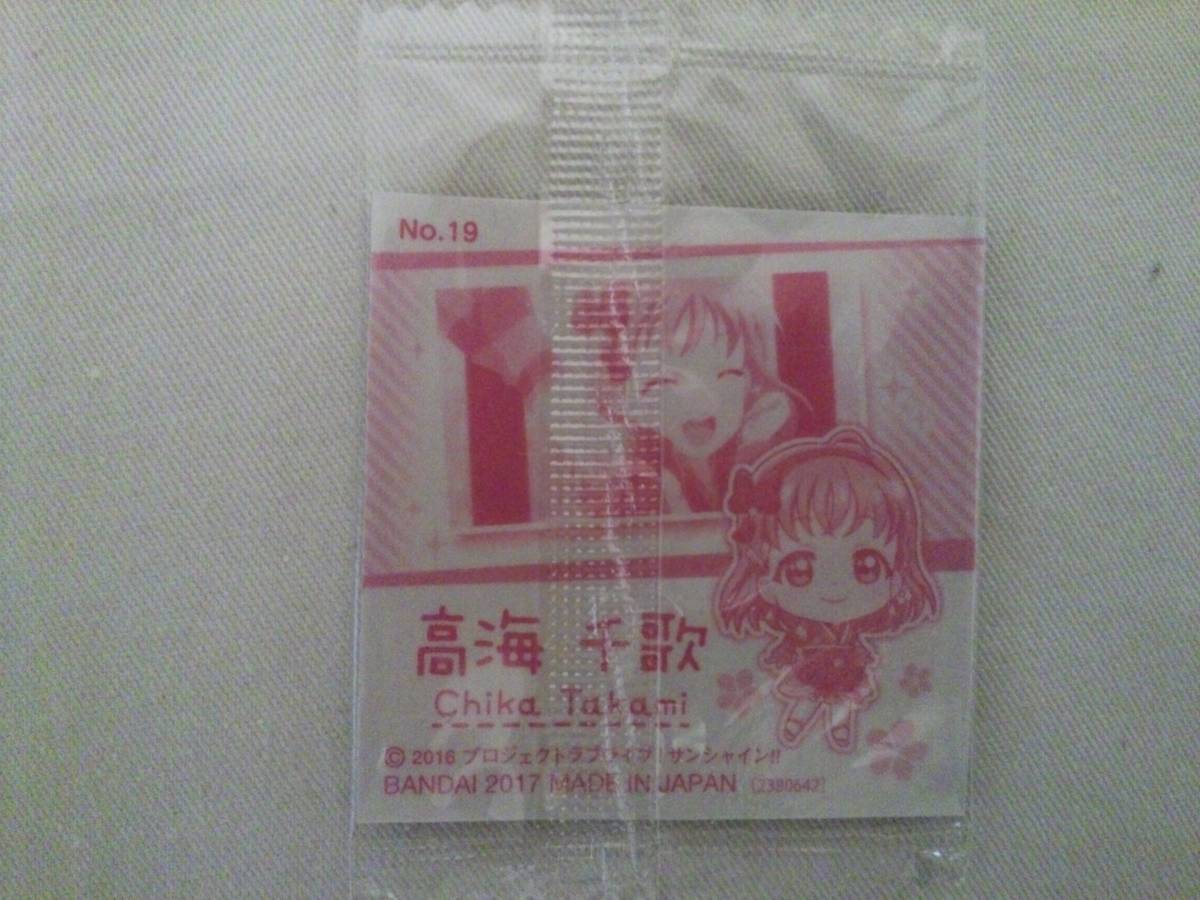 No.19
高海 千歌
Chika Takami
© 2016 プロジェクトラブライブ!サンシャイン!!
BANDAI 2017 MADE IN JAPAN (2380642)